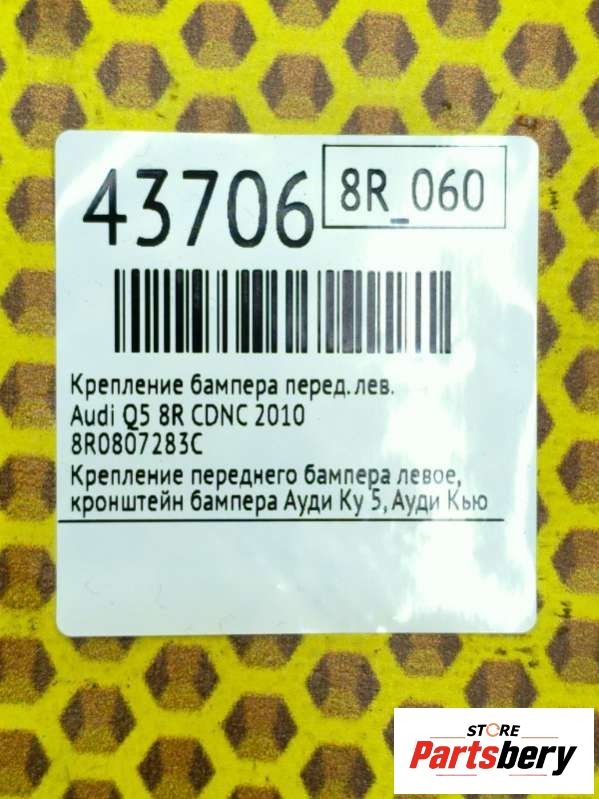 43706
8R_060
Крепление бампера перед. лев.
Audi Q5 8R CDNC 2010
8R0807283C
Крепление переднего бампера левое,
кронштейн бампера Ауди Ку 5, Ауди Кью
STORE
Partsbery